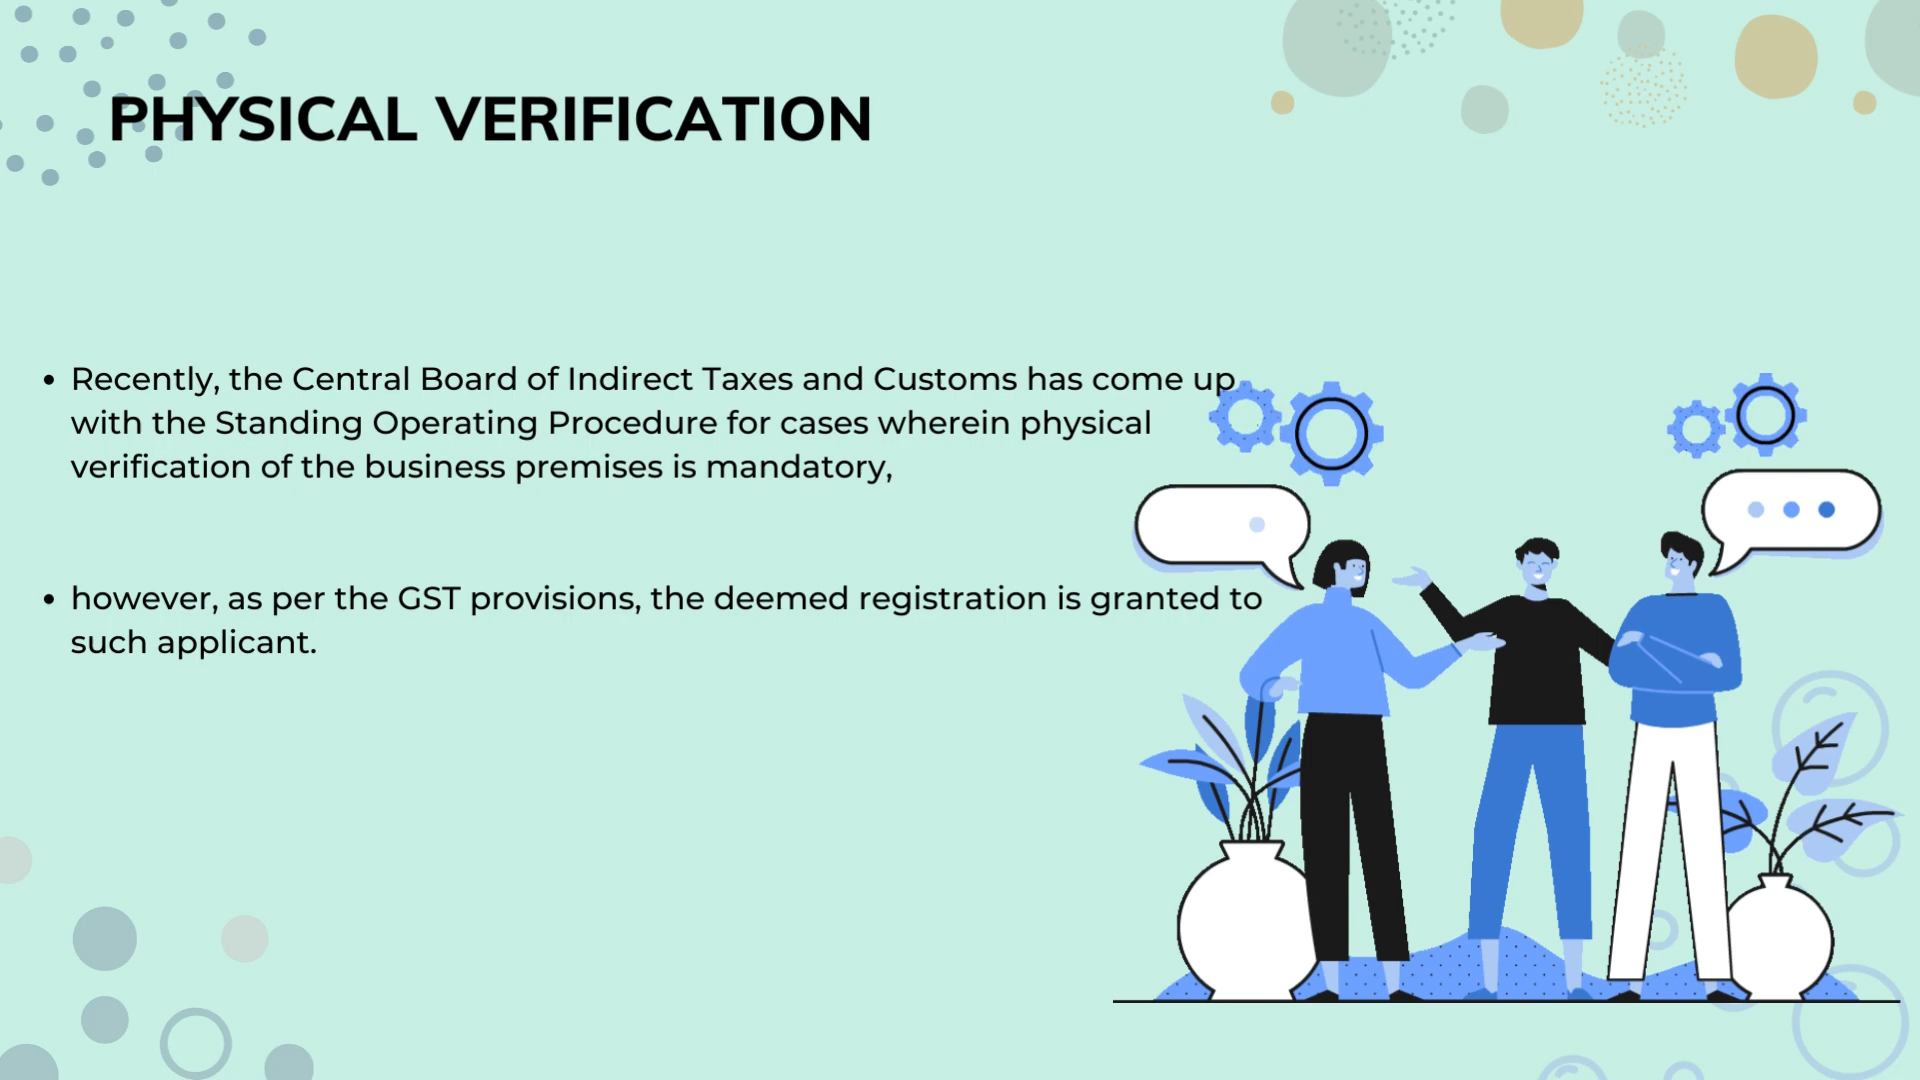 PHYSICAL VERIFICATION
• Recently, the Central Board of Indirect Taxes and Customs has come up
with the Standing Operating Procedure for cases wherein physical
verification of the business premises is mandatory,
• however, as per the GST provisions, the deemed registration is granted to
such applicant.